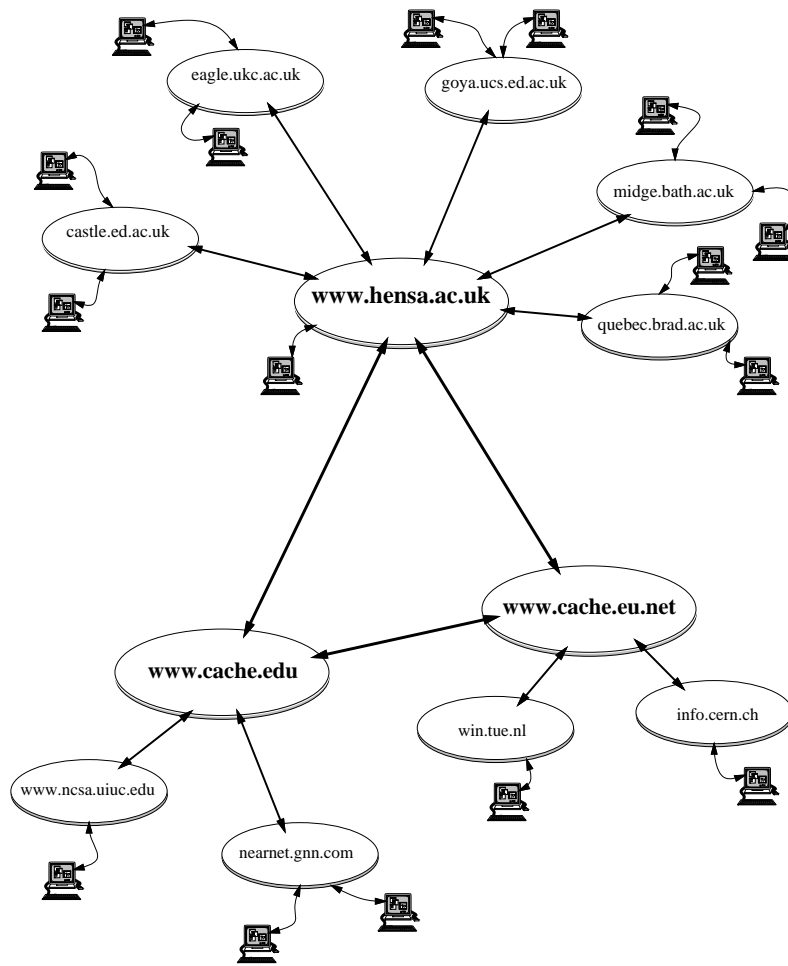 eagle.ukc.ac.uk
goya.ucs.ed.ac.uk
midge.bath.ac.uk
castle.ed.ac.uk
www.hensa.ac.uk
quebec.brad.ac.uk
www.cache.eu.net
www.cache.edu
win.tue.nl
info.cern.ch
www.ncsa.uiuc.edu
nearnet.gnn.com